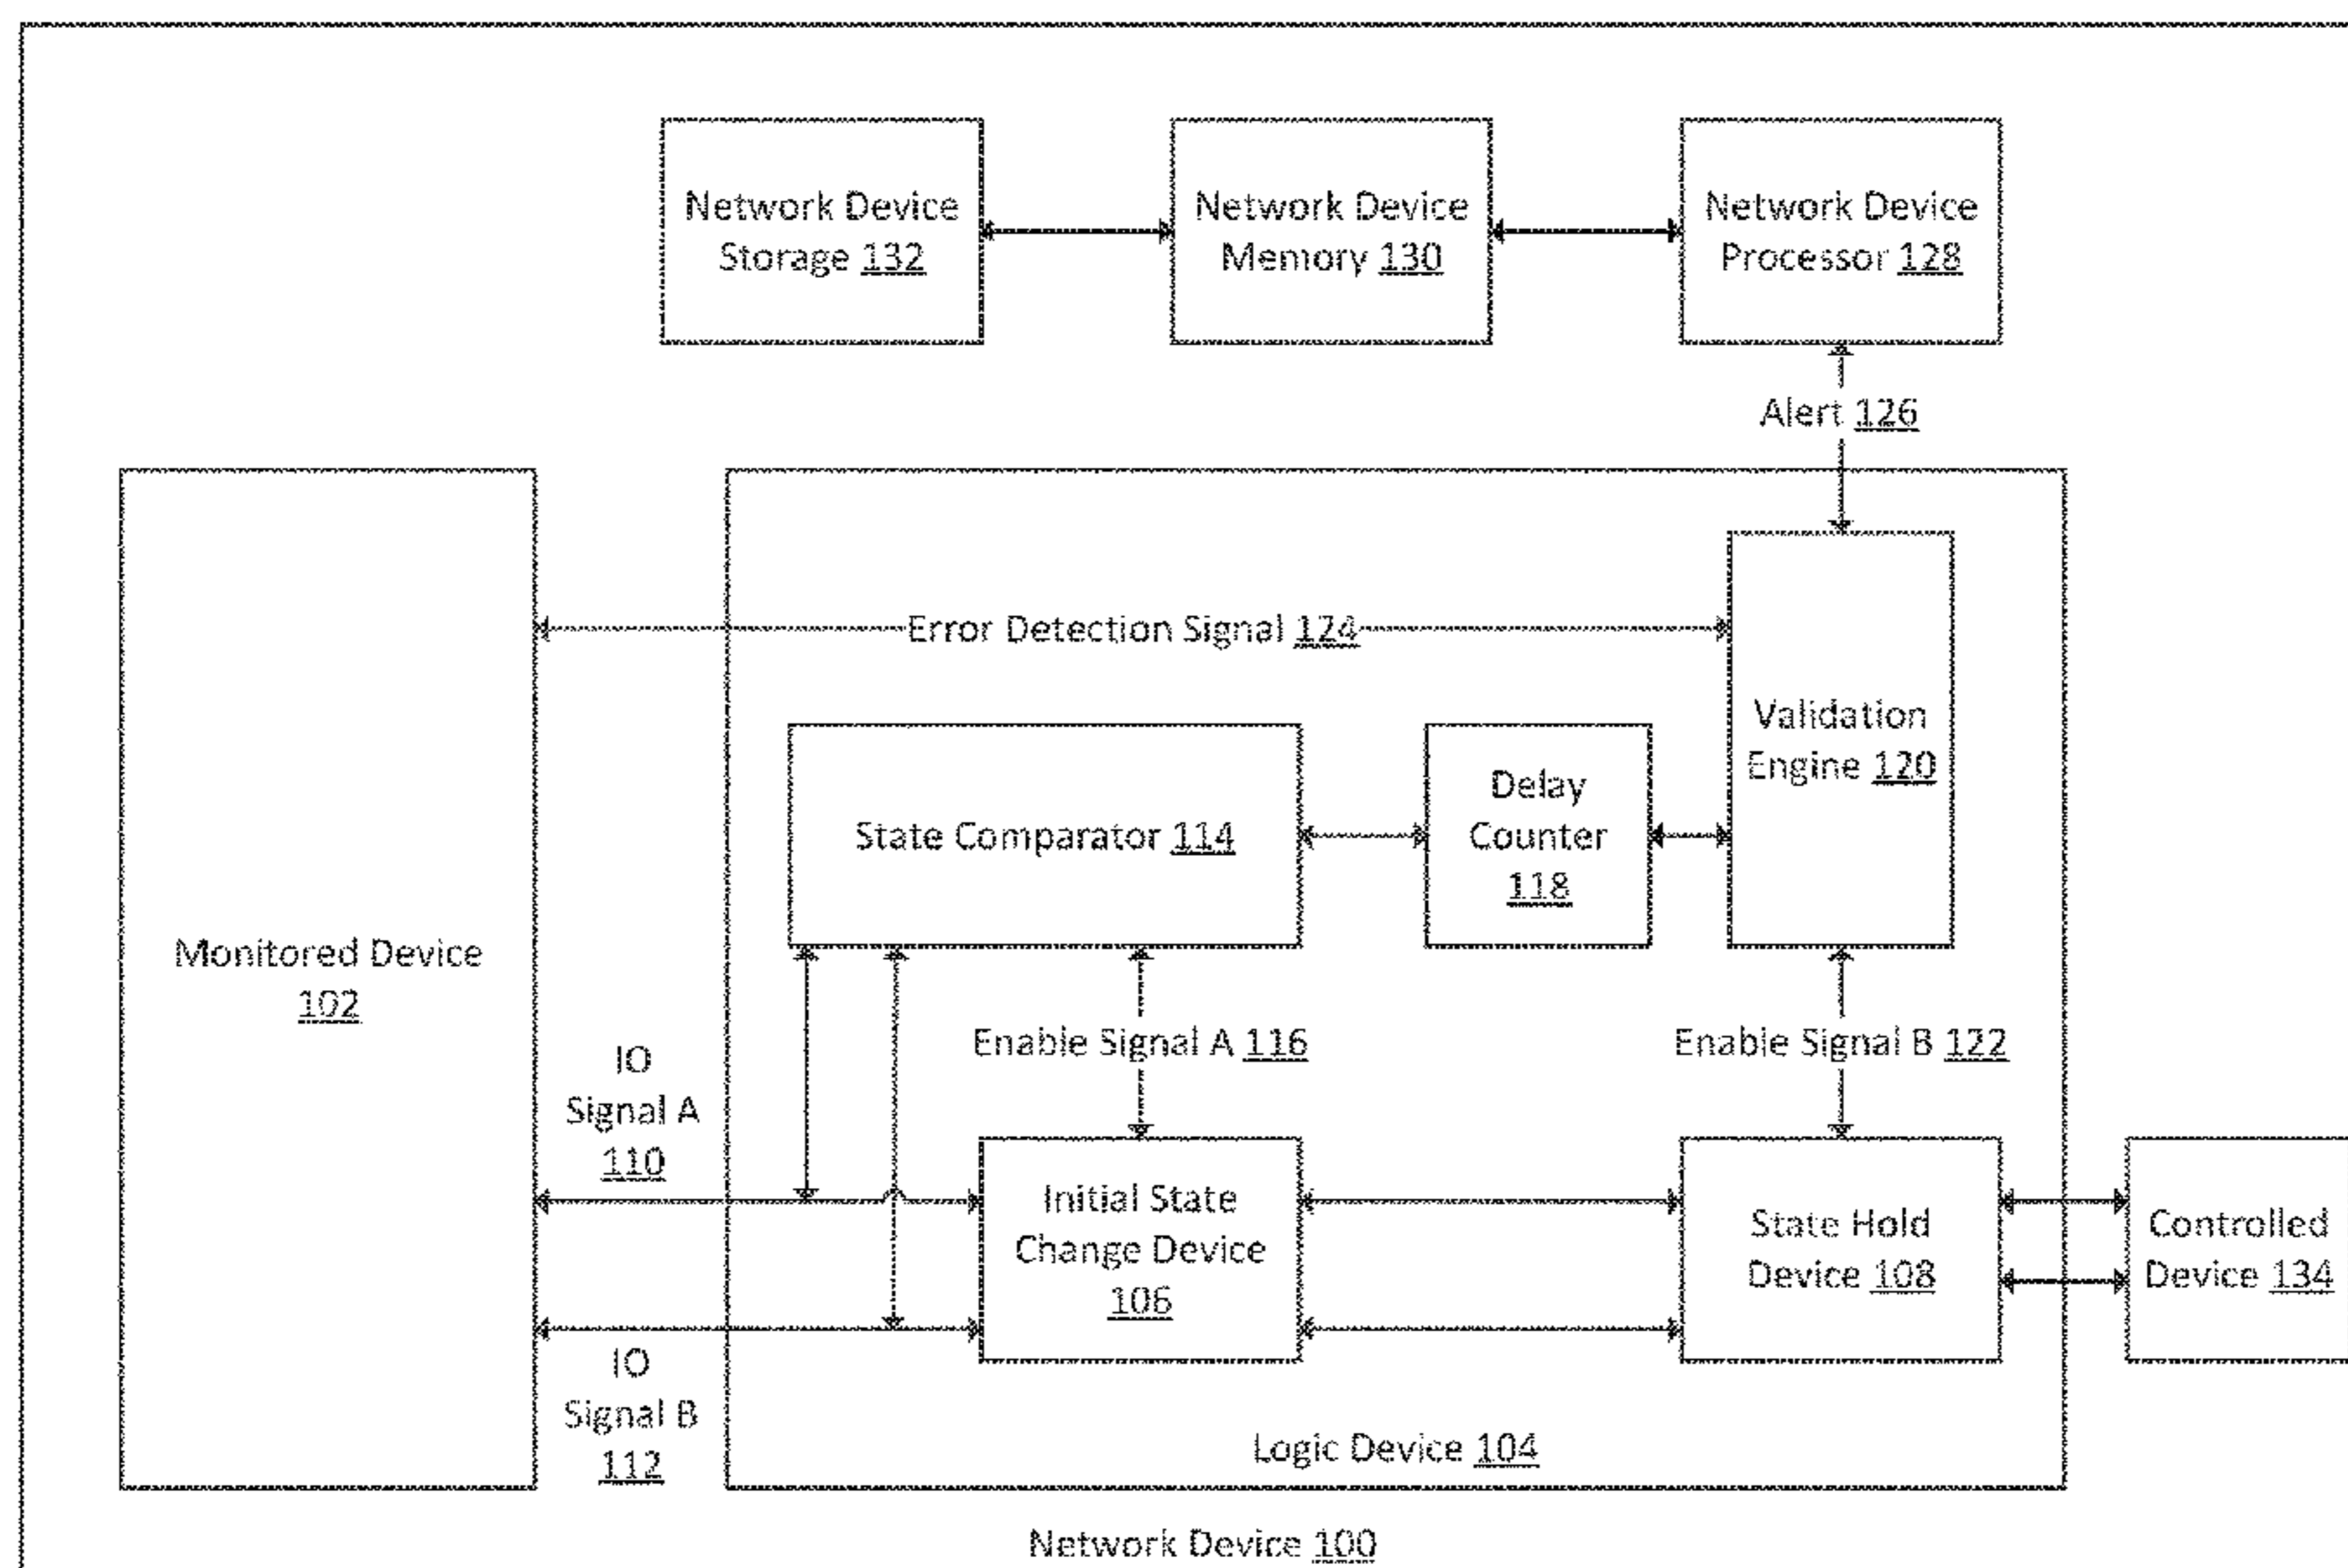 Network Device
Storage 132
Network Device
Memory 130
Network Device
Processor 128
Alert 126
Error Detection Signal 124
Validation
Engine 120
State Comparator 114
Delay
Counter
118
Monitored Device
102
Enable Signal A 116
Enable Signal B 122
IO
Signal A
110
Initial State
Change Device
106
State Hold
Device 108
Controlled
Device 134
IO
Signal B
112
Logic Device 104
Network Device 100